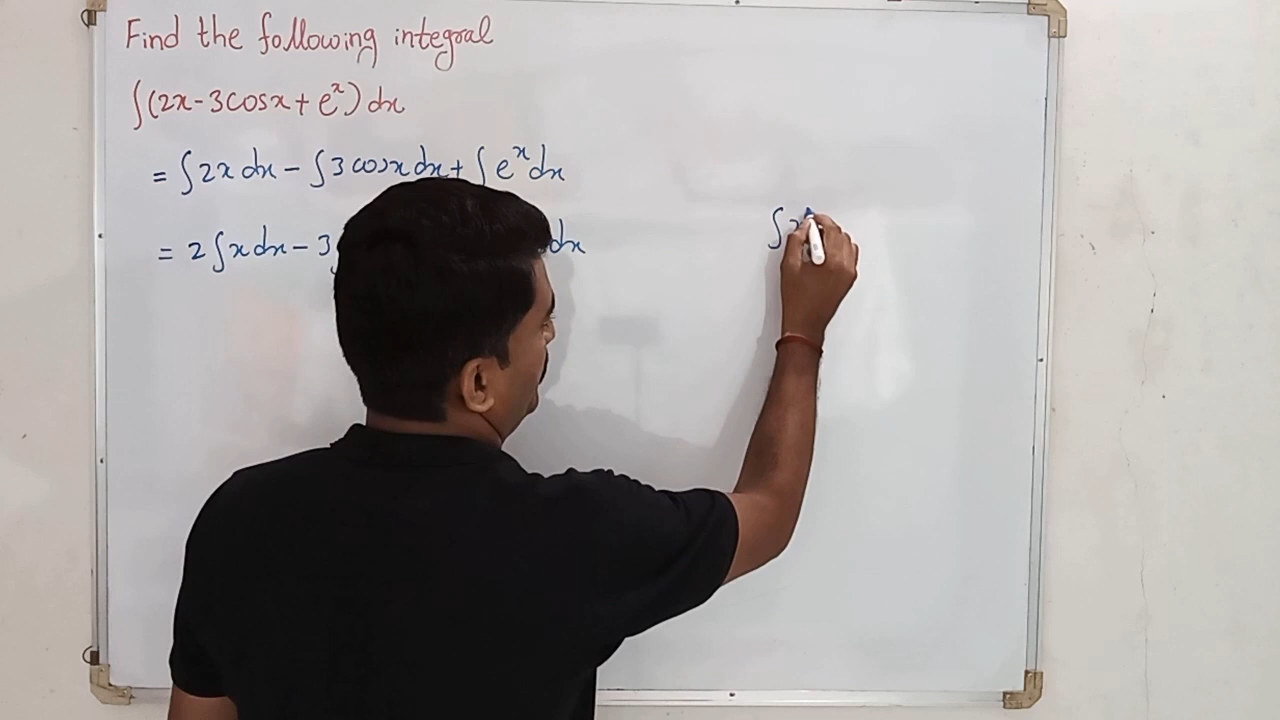 Find the following integral
∫(2x-3cosx+e^x)dx
= ∫2x dx - ∫3 cosx dx + ∫e^x dx
= 2∫x dx - 3 dx
∫x